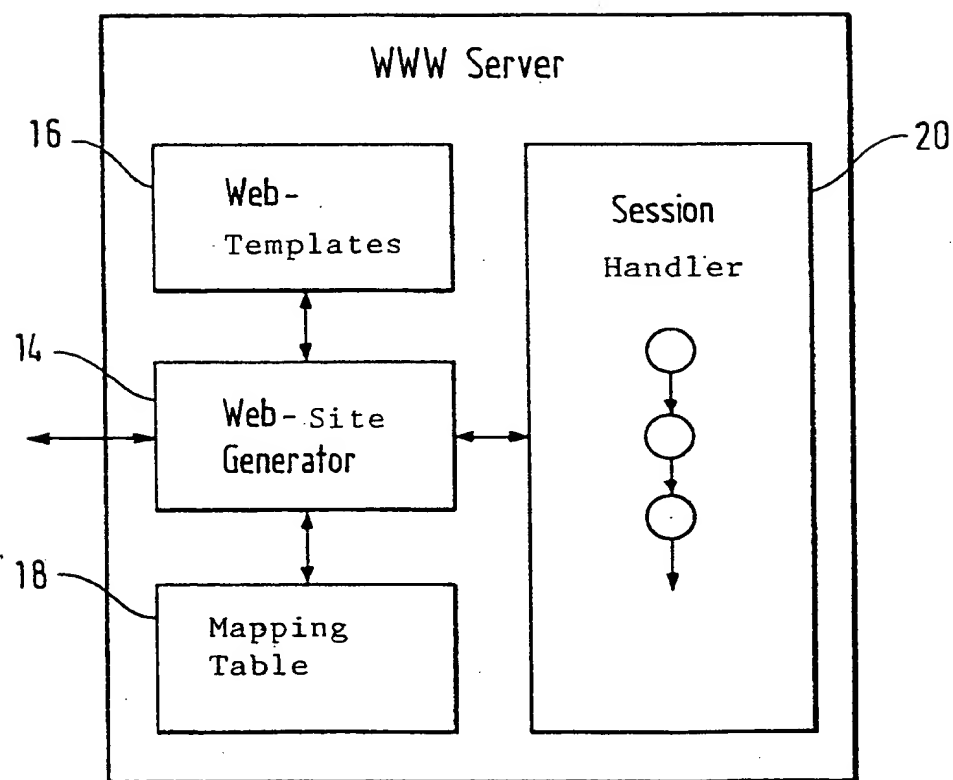 WWW Server
16
Web-
Templates
20
Session
Handler
14
Web-Site
Generator
18
Mapping
Table